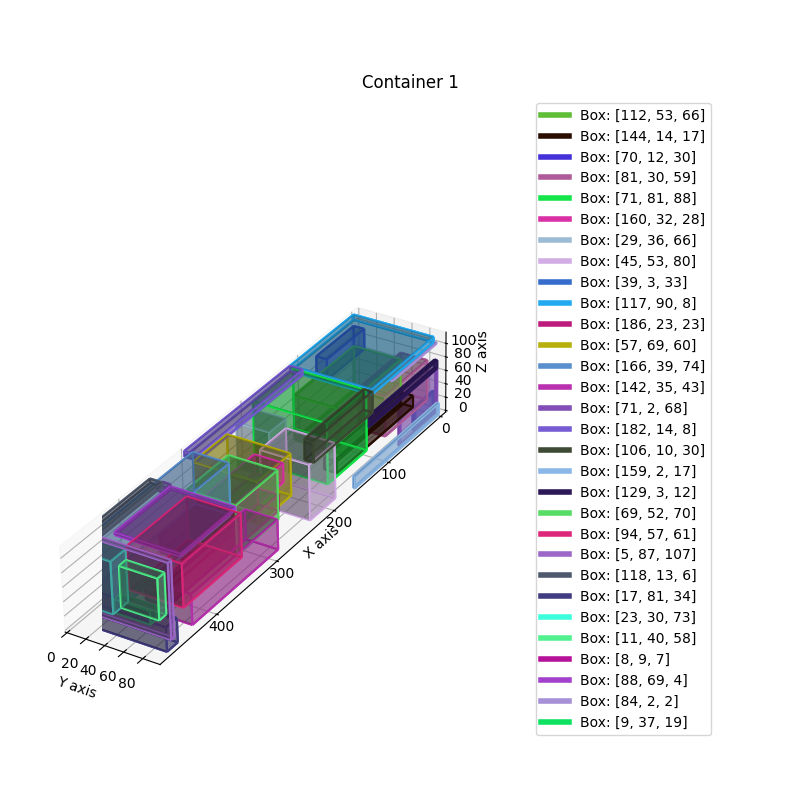 Container 1
Box: [112, 53, 66]
Box: [144, 14, 17]
Box: [70, 12, 30]
Box: [81, 30, 59]
Box: [71, 81, 88]
Box: [160, 32, 28]
Box: [29, 36, 66]
Box: [45, 53, 80]
Box: [39, 3, 33]
Box: [117, 90, 8]
Box: [186, 23, 23]
Box: [57, 69, 60]
Box: [166, 39, 74]
Box: [142, 35, 43]
Box: [71, 2, 68]
Box: [182, 14, 8]
Box: [106, 10, 30]
Box: [159, 2, 17]
Box: [129, 3, 12]
Box: [69, 52, 70]
Box: [94, 57, 61]
Box: [5, 87, 107]
Box: [118, 13, 6]
Box: [17, 81, 34]
Box: [23, 30, 73]
Box: [11, 40, 58]
Box: [8, 9, 7]
Box: [88, 69, 4]
Box: [84, 2, 2]
Box: [9, 37, 19]
100
80
60
40
20
0
Z axis
0
100
200
300
400
X axis
0
20
40
60
80
Y axis